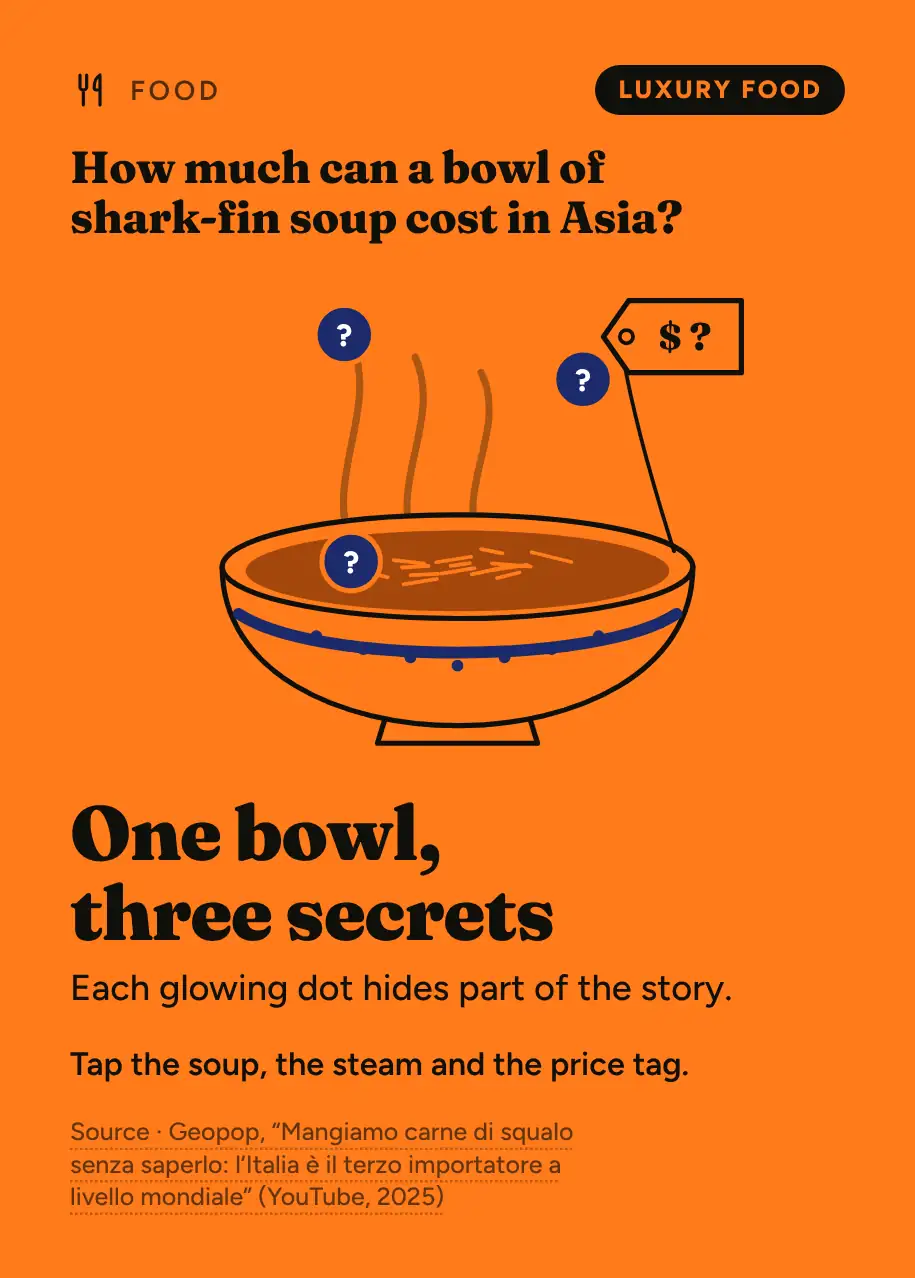 FOOD
LUXURY FOOD
How much can a bowl of
shark-fin soup cost in Asia?
?
$ ?
?
?
One bowl,
three secrets
Each glowing dot hides part of the story.
Tap the soup, the steam and the price tag.
Source · Geopop, “Mangiamo carne di squalo
senza saperlo: l’Italia è il terzo importatore a
livello mondiale” (YouTube, 2025)